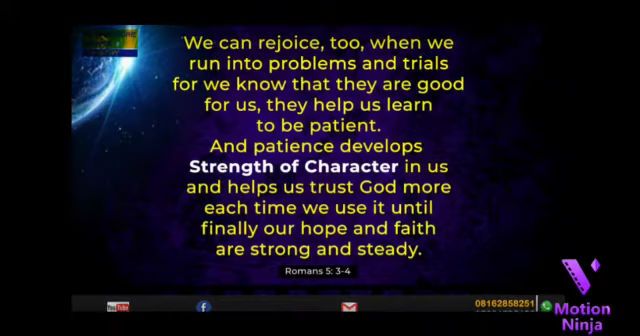 We can rejoice, too, when we
run into problems and trials
for we know that they are good
for us, they help us learn
to be patient.
And patience develops
Strength of Character in us
and helps us trust God more
each time we use it until
finally our hope and faith
are strong and steady.
Romans 5: 3-4
YouTube
08162858251
Motion
Ninja